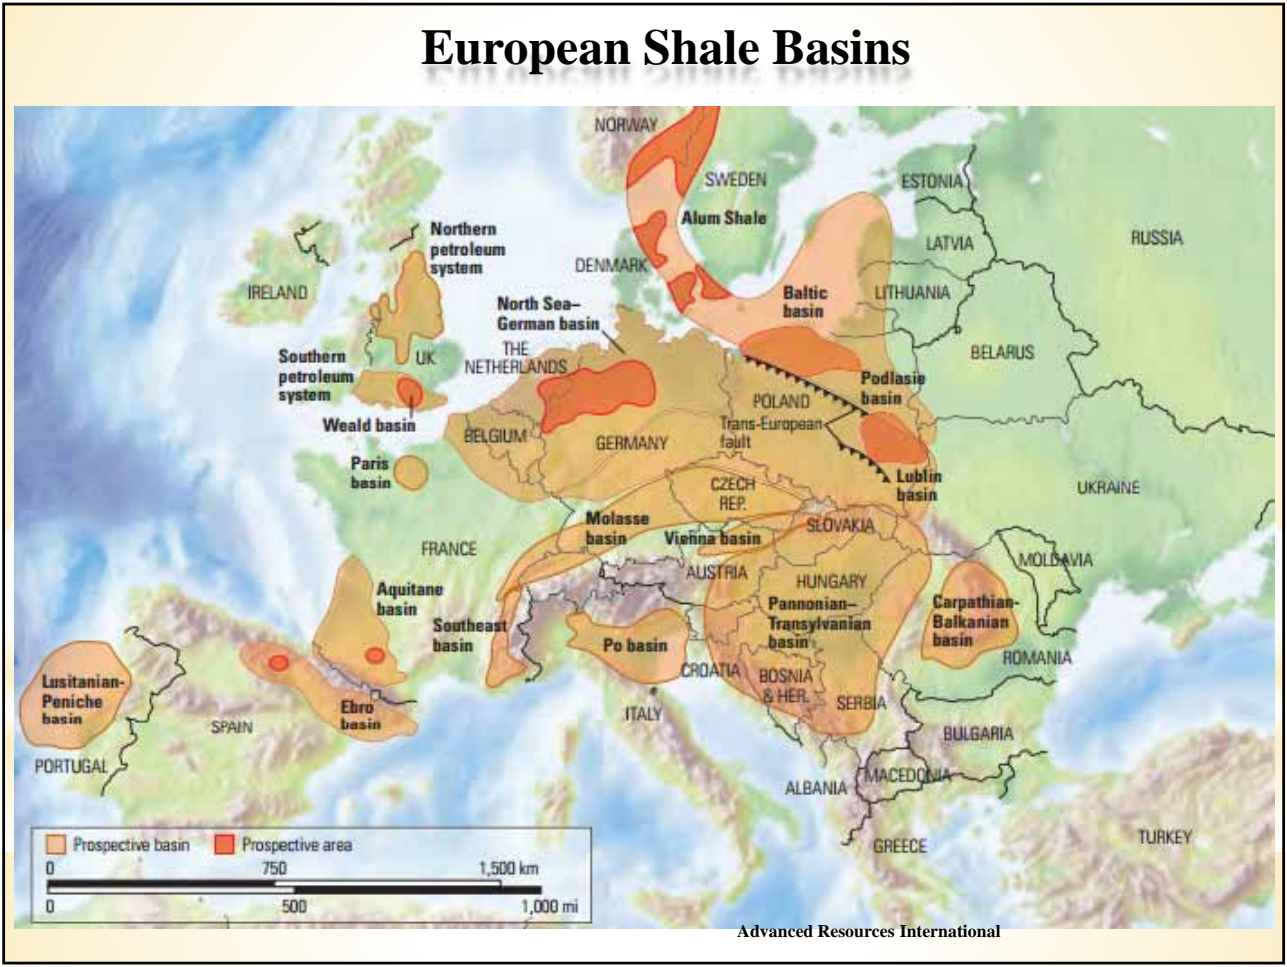 European Shale Basins
NORWAY
SWEDEN
ESTONIA
Alum Shale
LATVIA
RUSSIA
Northern
petroleum
system
DENMARK
IRELAND
Baltic
basin
LITHUANIA
North Sea–
German basin
THE
NETHERLANDS
UK
BELARUS
Southern
petroleum
system
Podlasie
basin
POLAND
Trans-European
fault
Weald basin
BELGIUM
GERMANY
Paris
basin
Lublin
basin
CZECH
REP.
UKRAINE
Molasse
basin
Vienna basin
SLOVAKIA
FRANCE
MOLDAVIA
AUSTRIA
HUNGARY
Aquitane
basin
Pannonian–
Transylvanian
basin
Carpathian-
Balkanian
basin
Southeast
basin
Po basin
ROMANIA
CROATIA
BOSNIA
& HER.
Lusitanian-
Peniche
basin
SERBIA
Ebro
basin
SPAIN
ITALY
BULGARIA
PORTUGAL
ALBANIA
MACEDONIA
GREECE
TURKEY
Prospective basin
Prospective area
0 750 1,500 km
0 500 1,000 mi
Advanced Resources International